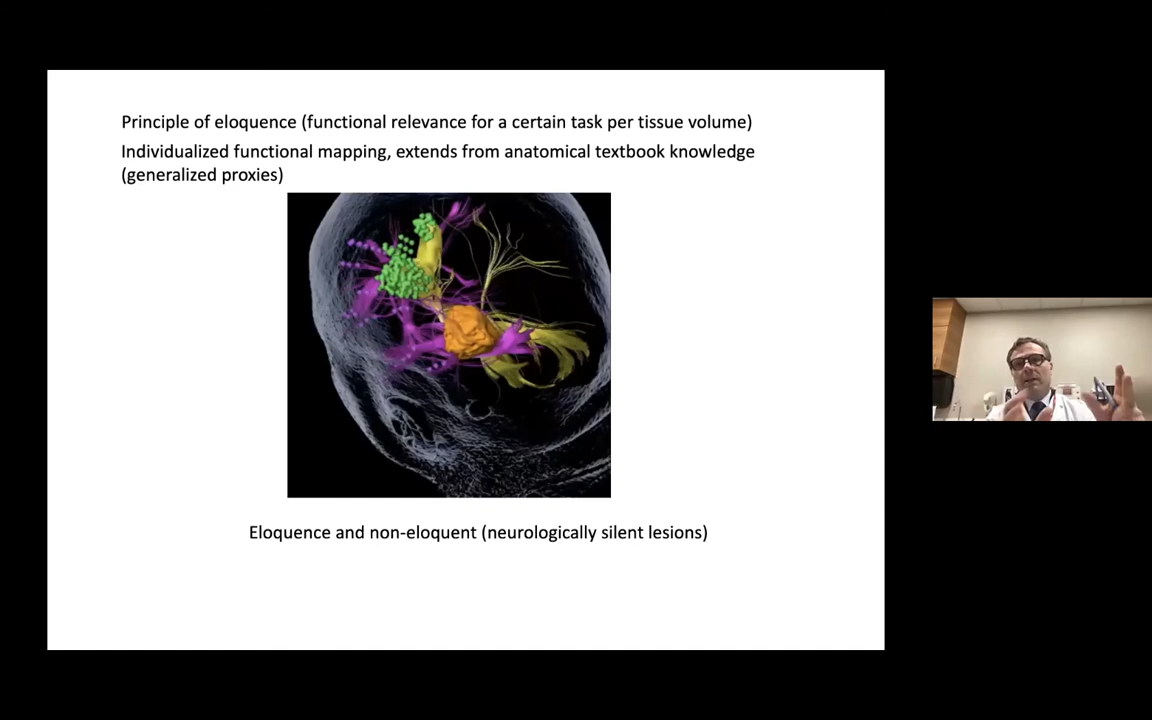 Principle of eloquence (functional relevance for a certain task per tissue volume)
Individualized functional mapping, extends from anatomical textbook knowledge
(generalized proxies)
Eloquence and non-eloquent (neurologically silent lesions)